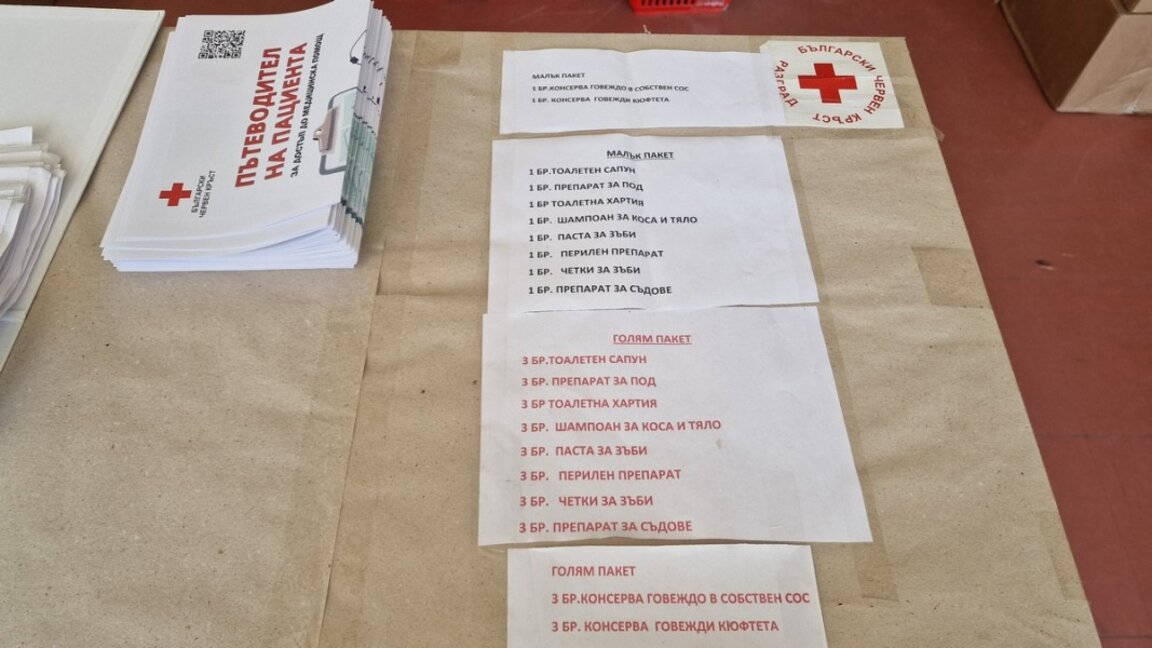 ПЪТЕВОДИТЕЛ
НА ПАЦИЕНТА
ЗА ДОСТЪП ДО МЕДИЦИНСКА ПОМОЩ
БЪЛГАРСКИ
ЧЕРВЕН КРЪСТ
МАЛЪК ПАКЕТ
1 БР.КОНСЕРВА ГОВЕЖДО В СОБСТВЕН СОС
1 БР. КОНСЕРВА ГОВЕЖДИ КЮФТЕТА
БЪЛГАРСКИ ЧЕРВЕН КРЪСТ
РАЗГРАД
МАЛЪК ПАКЕТ
1 БР.ТОАЛЕТЕН САПУН
1 БР. ПРЕПАРАТ ЗА ПОД
1 БР ТОАЛЕТНА ХАРТИЯ
1 БР. ШАМПОАН ЗА КОСА И ТЯЛО
1 БР. ПАСТА ЗА ЗЪБИ
1 БР. ПЕРИЛЕН ПРЕПАРАТ
1 БР. ЧЕТКИ ЗА ЗЪБИ
1 БР. ПРЕПАРАТ ЗА СЪДОВЕ
ГОЛЯМ ПАКЕТ
3 БР.ТОАЛЕТЕН САПУН
3 БР. ПРЕПАРАТ ЗА ПОД
3 БР ТОАЛЕТНА ХАРТИЯ
3 БР. ШАМПОАН ЗА КОСА И ТЯЛО
3 БР. ПАСТА ЗА ЗЪБИ
3 БР. ПЕРИЛЕН ПРЕПАРАТ
3 БР. ЧЕТКИ ЗА ЗЪБИ
3 БР. ПРЕПАРАТ ЗА СЪДОВЕ
ГОЛЯМ ПАКЕТ
3 БР.КОНСЕРВА ГОВЕЖДО В СОБСТВЕН СОС
3 БР. КОНСЕРВА ГОВЕЖДИ КЮФТЕТА